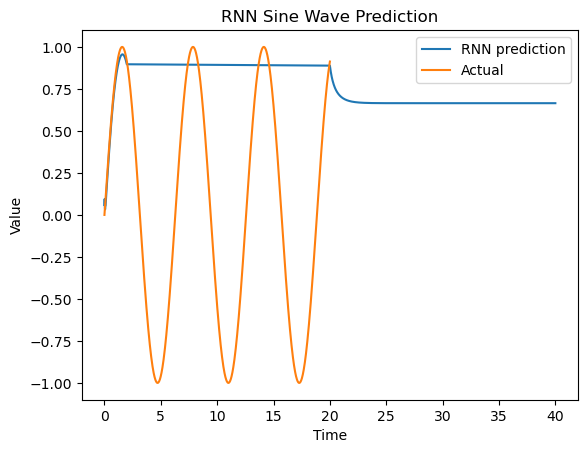 RNN Sine Wave Prediction
RNN prediction
Actual
Value
1.00
0.75
0.50
0.25
0.00
−0.25
−0.50
−0.75
−1.00
0 5 10 15 20 25 30 35 40
Time